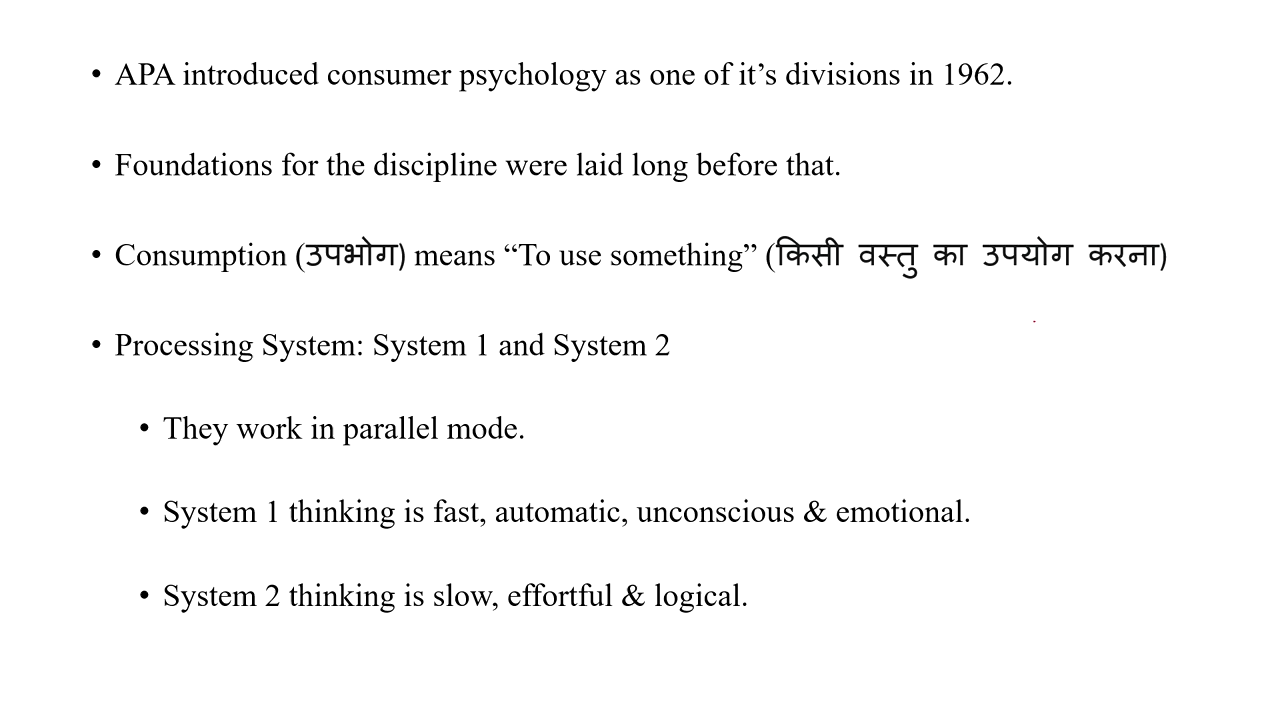 • APA introduced consumer psychology as one of it’s divisions in 1962.
• Foundations for the discipline were laid long before that.
• Consumption (उपभोग) means “To use something” (किसी वस्तु का उपयोग करना)
• Processing System: System 1 and System 2
• They work in parallel mode.
• System 1 thinking is fast, automatic, unconscious & emotional.
• System 2 thinking is slow, effortful & logical.